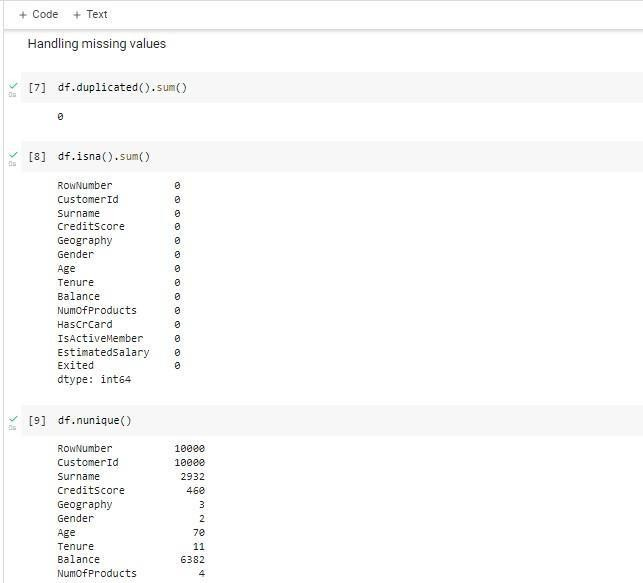 + Code + Text
Handling missing values
0s
[7] df.duplicated().sum()
0
0s
[8] df.isna().sum()
RowNumber 0
CustomerId 0
Surname 0
CreditScore 0
Geography 0
Gender 0
Age 0
Tenure 0
Balance 0
NumOfProducts 0
HasCrCard 0
IsActiveMember 0
EstimatedSalary 0
Exited 0
dtype: int64
0s
[9] df.nunique()
RowNumber 10000
CustomerId 10000
Surname 2932
CreditScore 460
Geography 3
Gender 2
Age 70
Tenure 11
Balance 6382
NumOfProducts 4